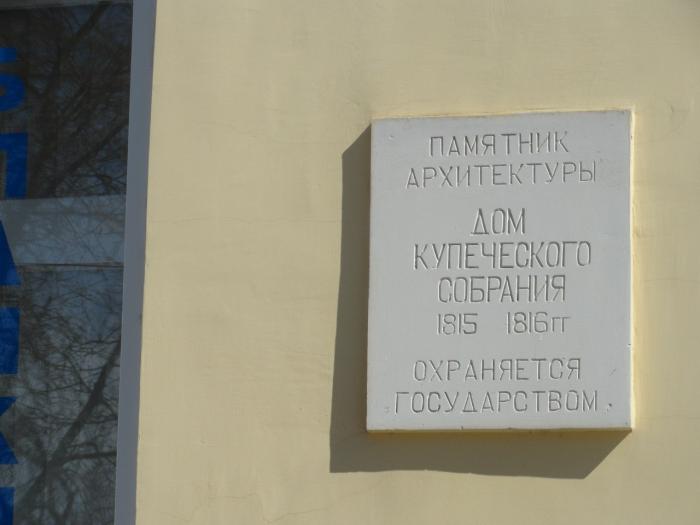 ПАМЯТНИК
АРХИТЕКТУРЫ
ДОМ
КУПЕЧЕСКОГО
СОБРАНИЯ
1815 1816гг
ОХРАНЯЕТСЯ
ГОСУДАРСТВОМ